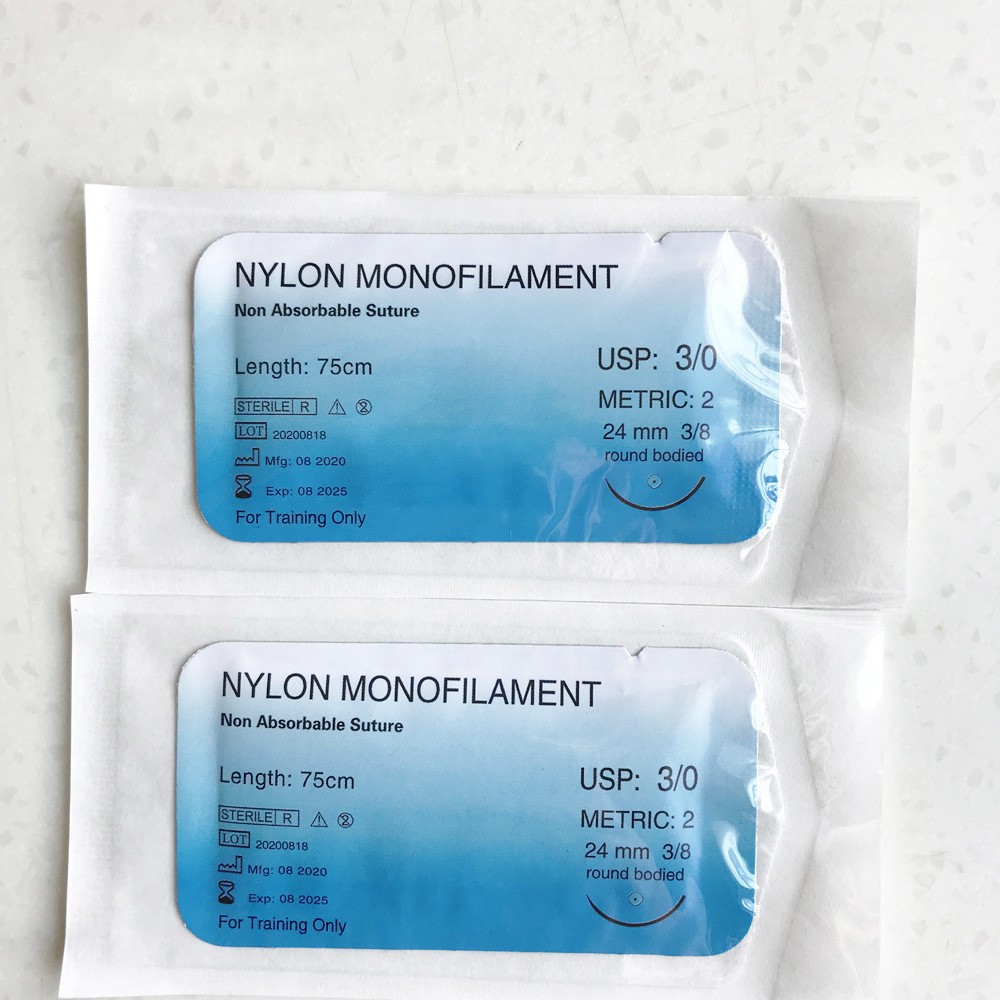 NYLON MONOFILAMENT
Non Absorbable Suture
Length: 75cm
STERILE R
LOT 20200818
Mfg: 08 2020
Exp: 08 2025
For Training Only
USP: 3/0
METRIC: 2
24 mm 3/8
round bodied
NYLON MONOFILAMENT
Non Absorbable Suture
Length: 75cm
STERILE R
LOT 20200818
Mfg: 08 2020
Exp: 08 2025
For Training Only
USP: 3/0
METRIC: 2
24 mm 3/8
round bodied